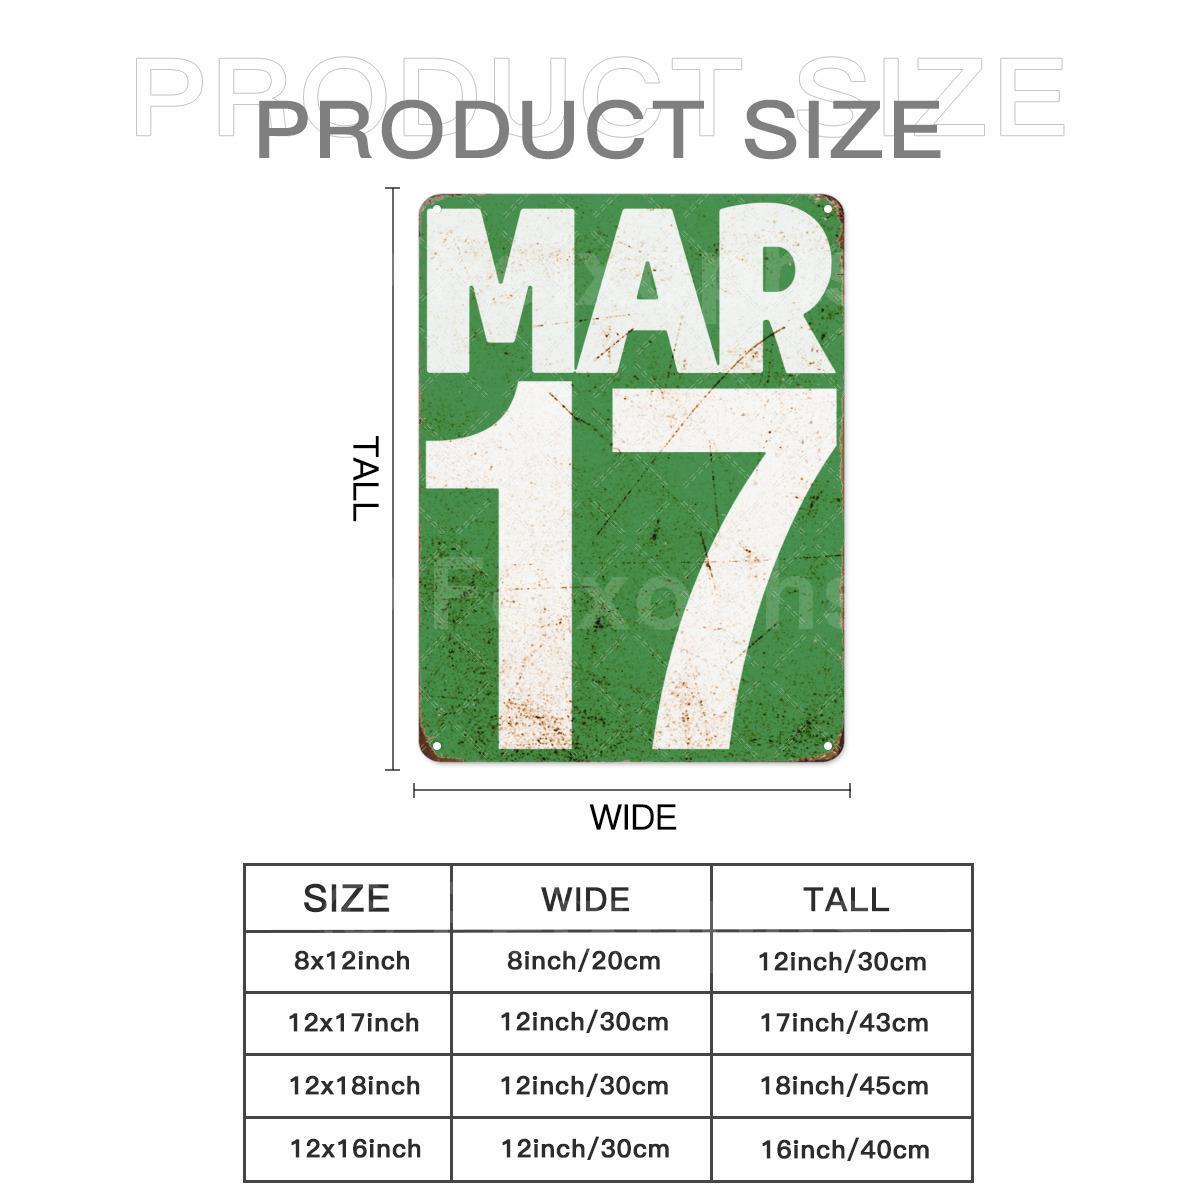 PRODUCT SIZE
PRODUCT SIZE
MAR
17
TALL
WIDE
SIZE WIDE TALL
8x12inch 8inch/20cm 12inch/30cm
12x17inch 12inch/30cm 17inch/43cm
12x18inch 12inch/30cm 18inch/45cm
12x16inch 12inch/30cm 16inch/40cm